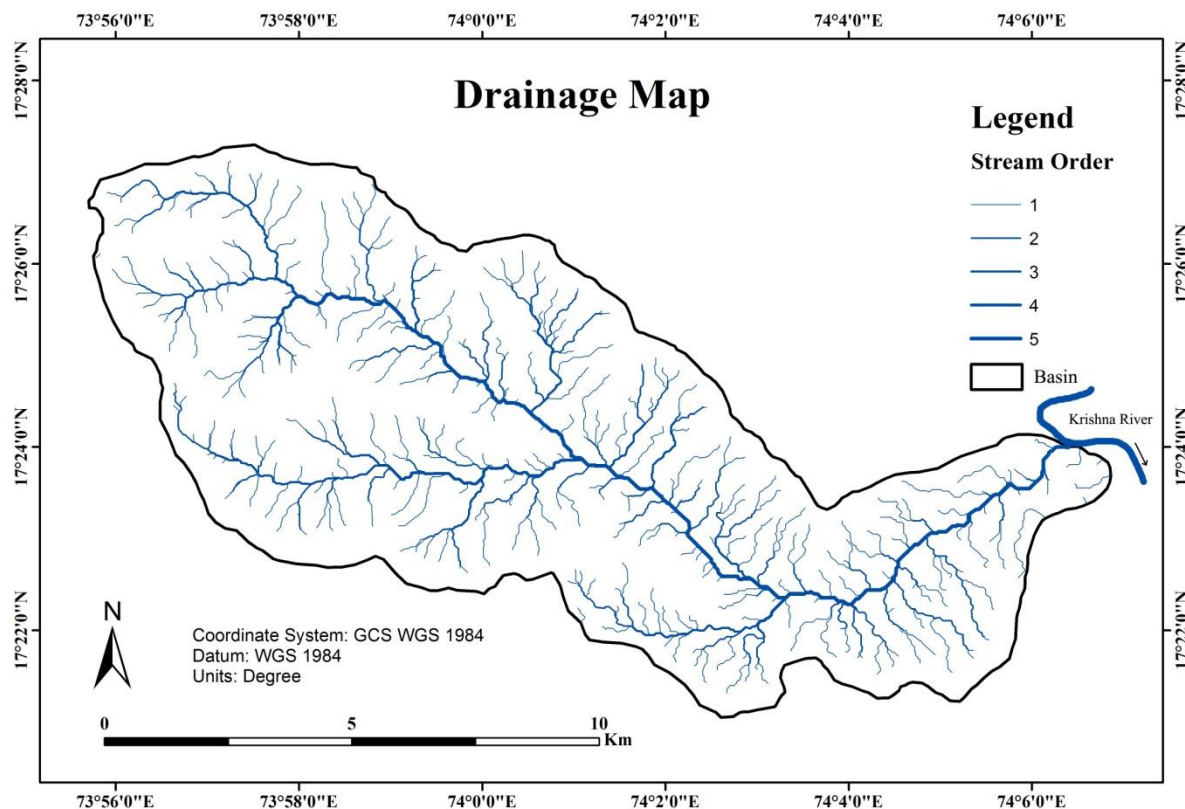 73°56'0"E 73°58'0"E 74°0'0"E 74°2'0"E 74°4'0"E 74°6'0"E
17°28'0"N 17°28'0"N
Drainage Map
Legend
Stream Order
1
2
3
4
5
Basin
Krishna River
17°26'0"N 17°26'0"N
17°24'0"N 17°24'0"N
17°22'0"N 17°22'0"N
N
Coordinate System: GCS WGS 1984
Datum: WGS 1984
Units: Degree
0 5 10
Km
73°56'0"E 73°58'0"E 74°0'0"E 74°2'0"E 74°4'0"E 74°6'0"E